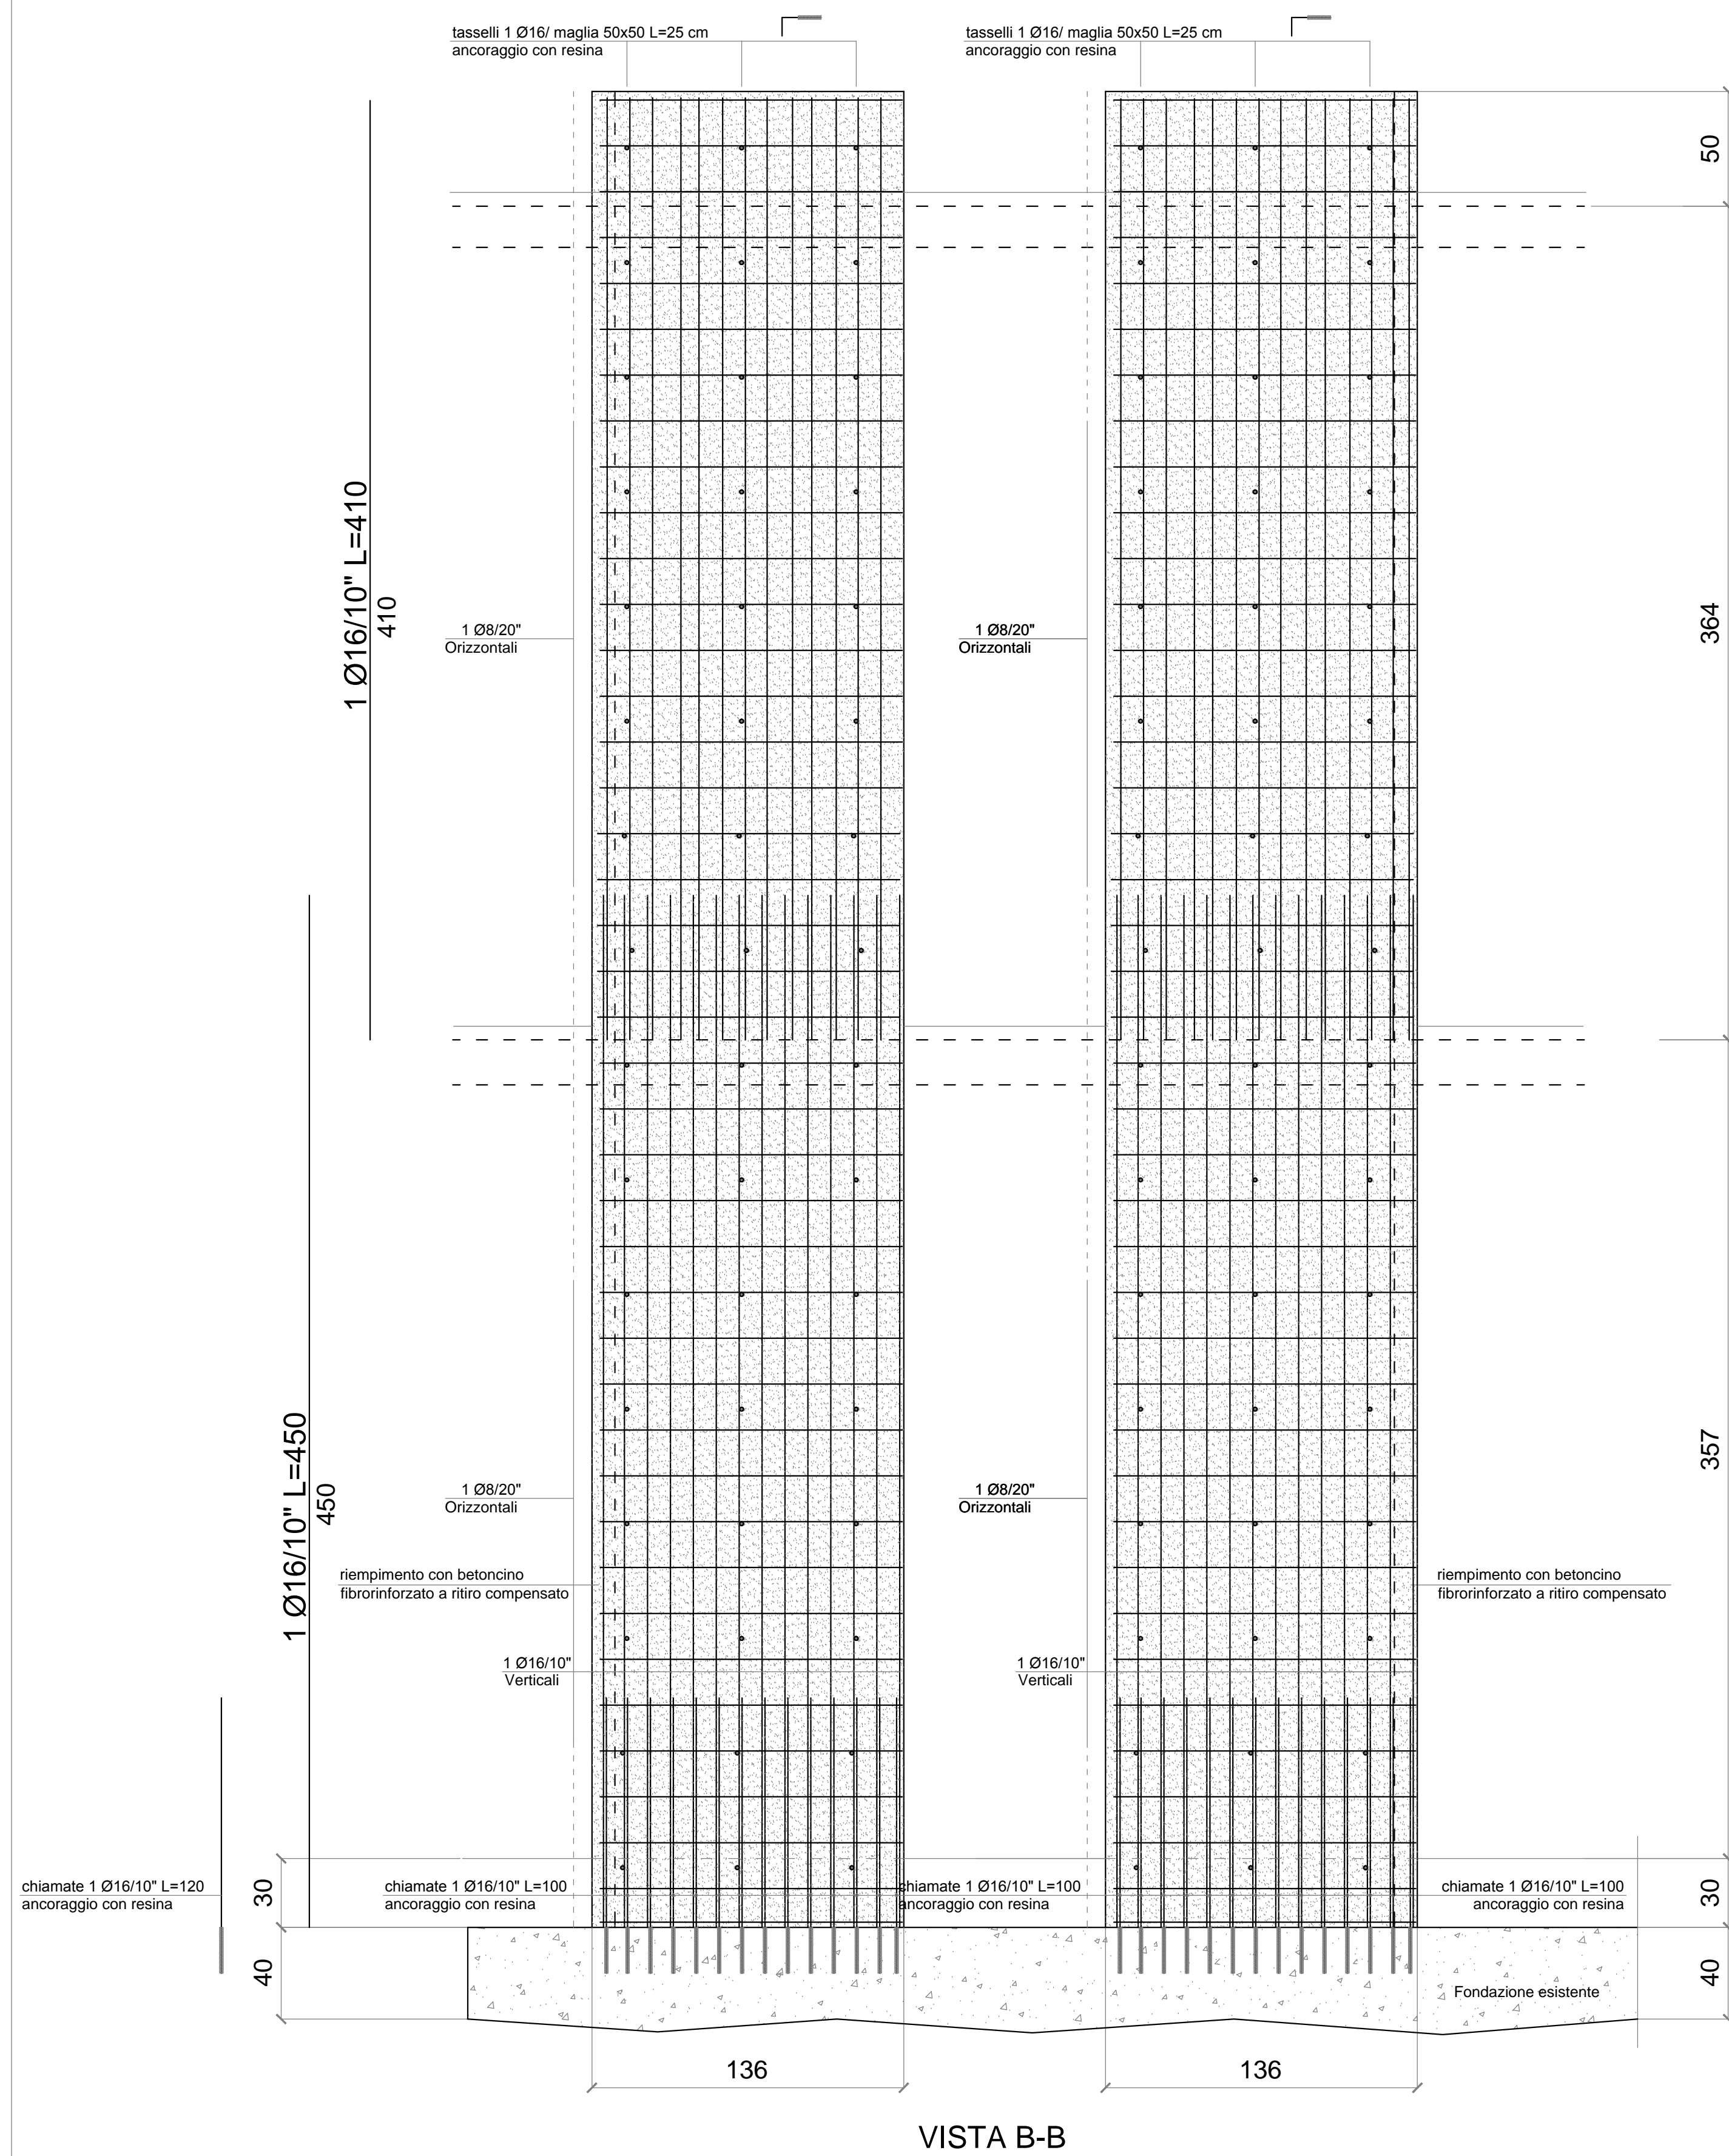 tasselli 1 Ø16/ maglia 50x50 L=25 cm
ancoraggio con resina
tasselli 1 Ø16/ maglia 50x50 L=25 cm
ancoraggio con resina
50
1 Ø16/10" L=410
410
1 Ø8/20"
Orizzontali
1 Ø8/20"
Orizzontali
364
1 Ø16/10" L=450
450
1 Ø8/20"
Orizzontali
1 Ø8/20"
Orizzontali
357
riempimento con betoncino
fibrorinforzato a ritiro compensato
riempimento con betoncino
fibrorinforzato a ritiro compensato
1 Ø16/10"
Verticali
1 Ø16/10"
Verticali
chiamate 1 Ø16/10" L=120
ancoraggio con resina
30
chiamate 1 Ø16/10" L=100
ancoraggio con resina
chiamate 1 Ø16/10" L=100
ancoraggio con resina
chiamate 1 Ø16/10" L=100
ancoraggio con resina
30
40
Fondazione esistente
40
136
136
VISTA B-B